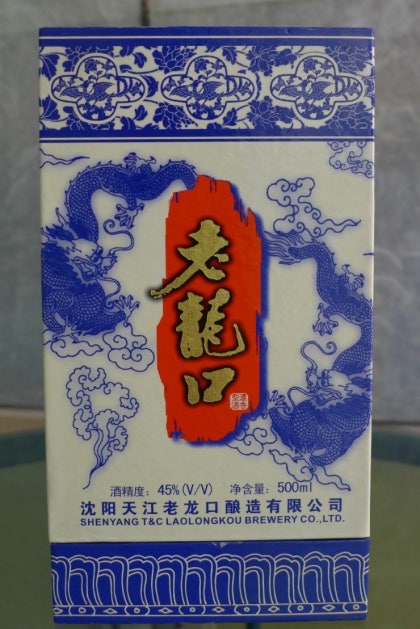 老龍口
酒精度：45%(V/V) 净含量：500ml
沈阳天江老龙口酿造有限公司
SHENYANG T&C LAOLONGKOU BREWERY CO.,LTD.